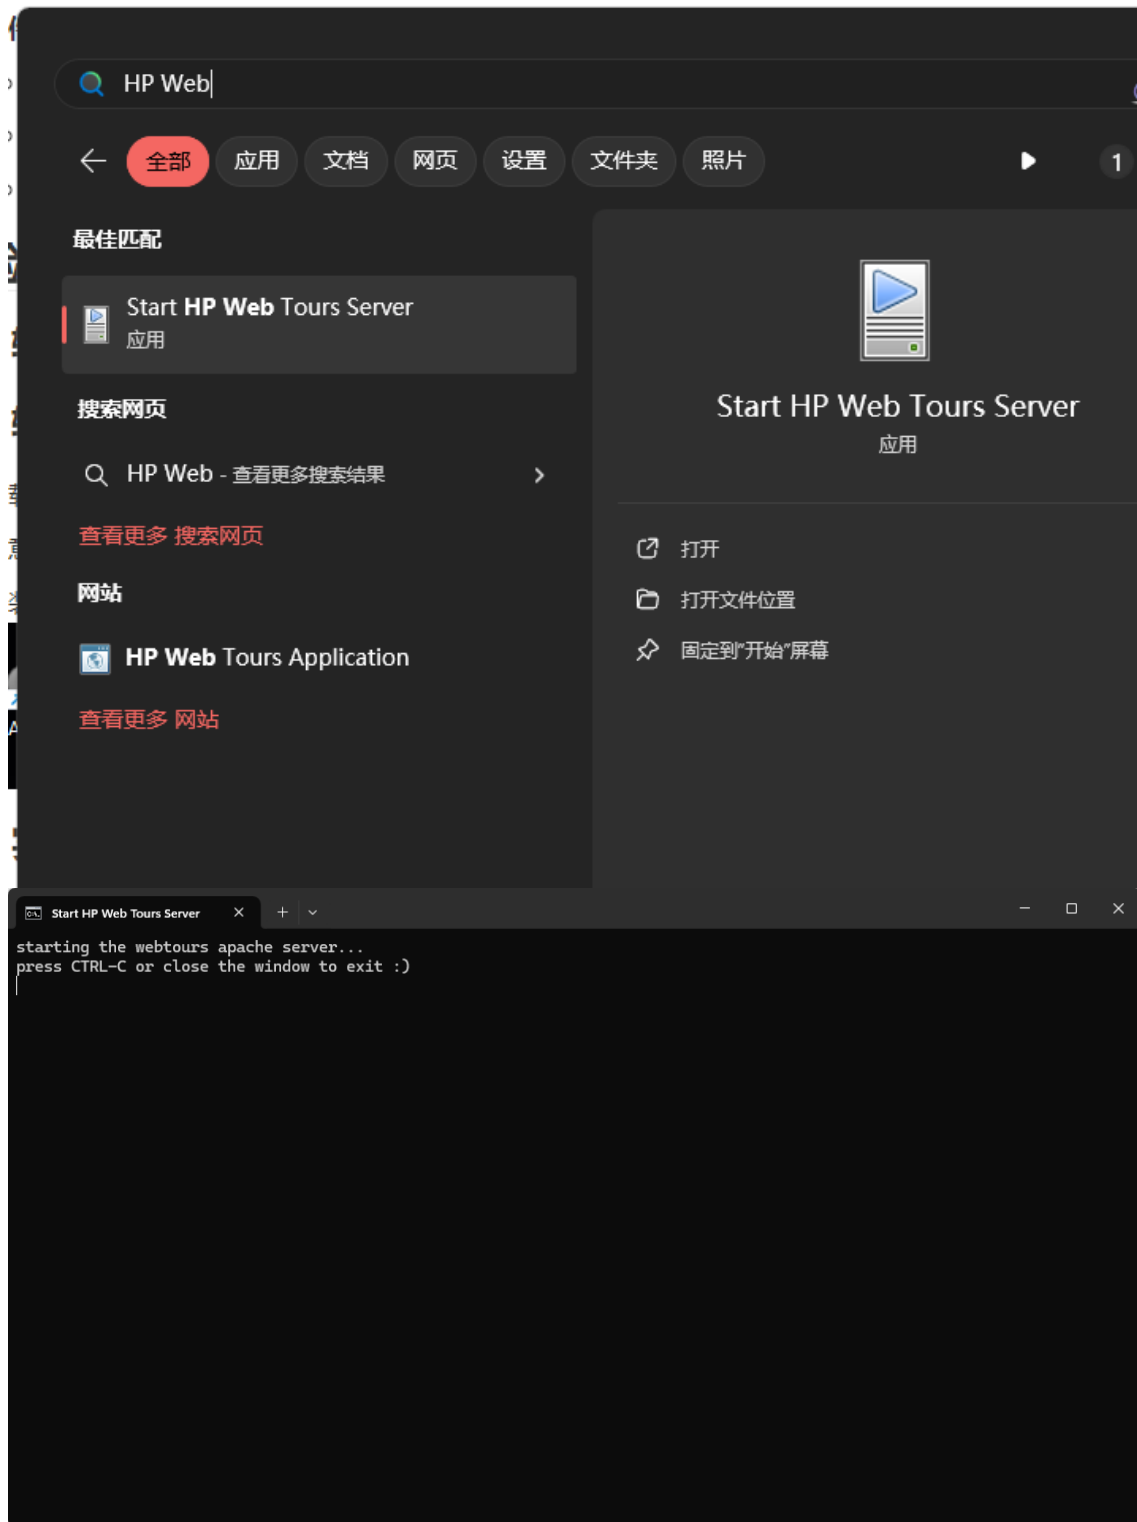 HP Web
全部 应用 文档 网页 设置 文件夹 照片 1
最佳匹配
Start HP Web Tours Server
应用
搜索网页
HP Web - 查看更多搜索结果
查看更多 搜索网页
网站
HP Web Tours Application
查看更多 网站
Start HP Web Tours Server
应用
打开
打开文件位置
固定到"开始"屏幕
Start HP Web Tours Server
starting the webtours apache server...
press CTRL-C or close the window to exit :)